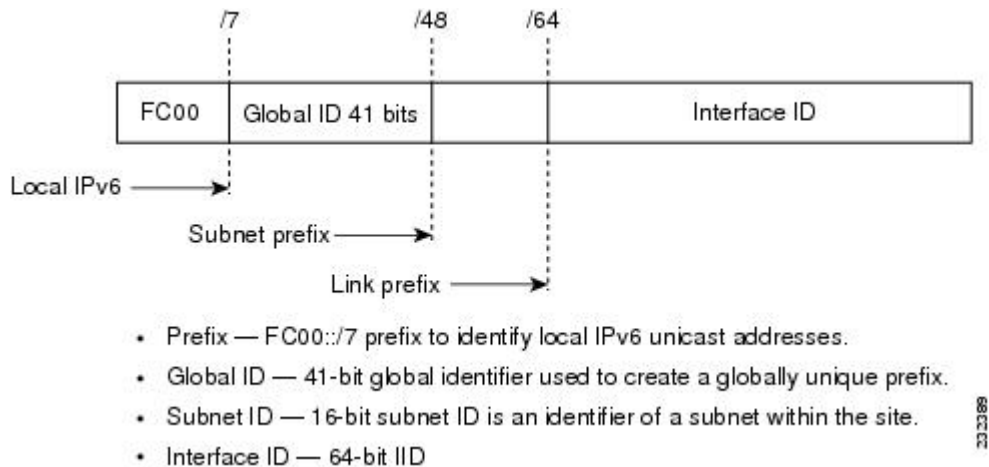 /7 /48 /64
FC00 Global ID 41 bits Interface ID
Local IPv6
Subnet prefix
Link prefix
• Prefix — FC00::/7 prefix to identify local IPv6 unicast addresses.
• Global ID — 41-bit global identifier used to create a globally unique prefix.
• Subnet ID — 16-bit subnet ID is an identifier of a subnet within the site.
• Interface ID — 64-bit IID
232389